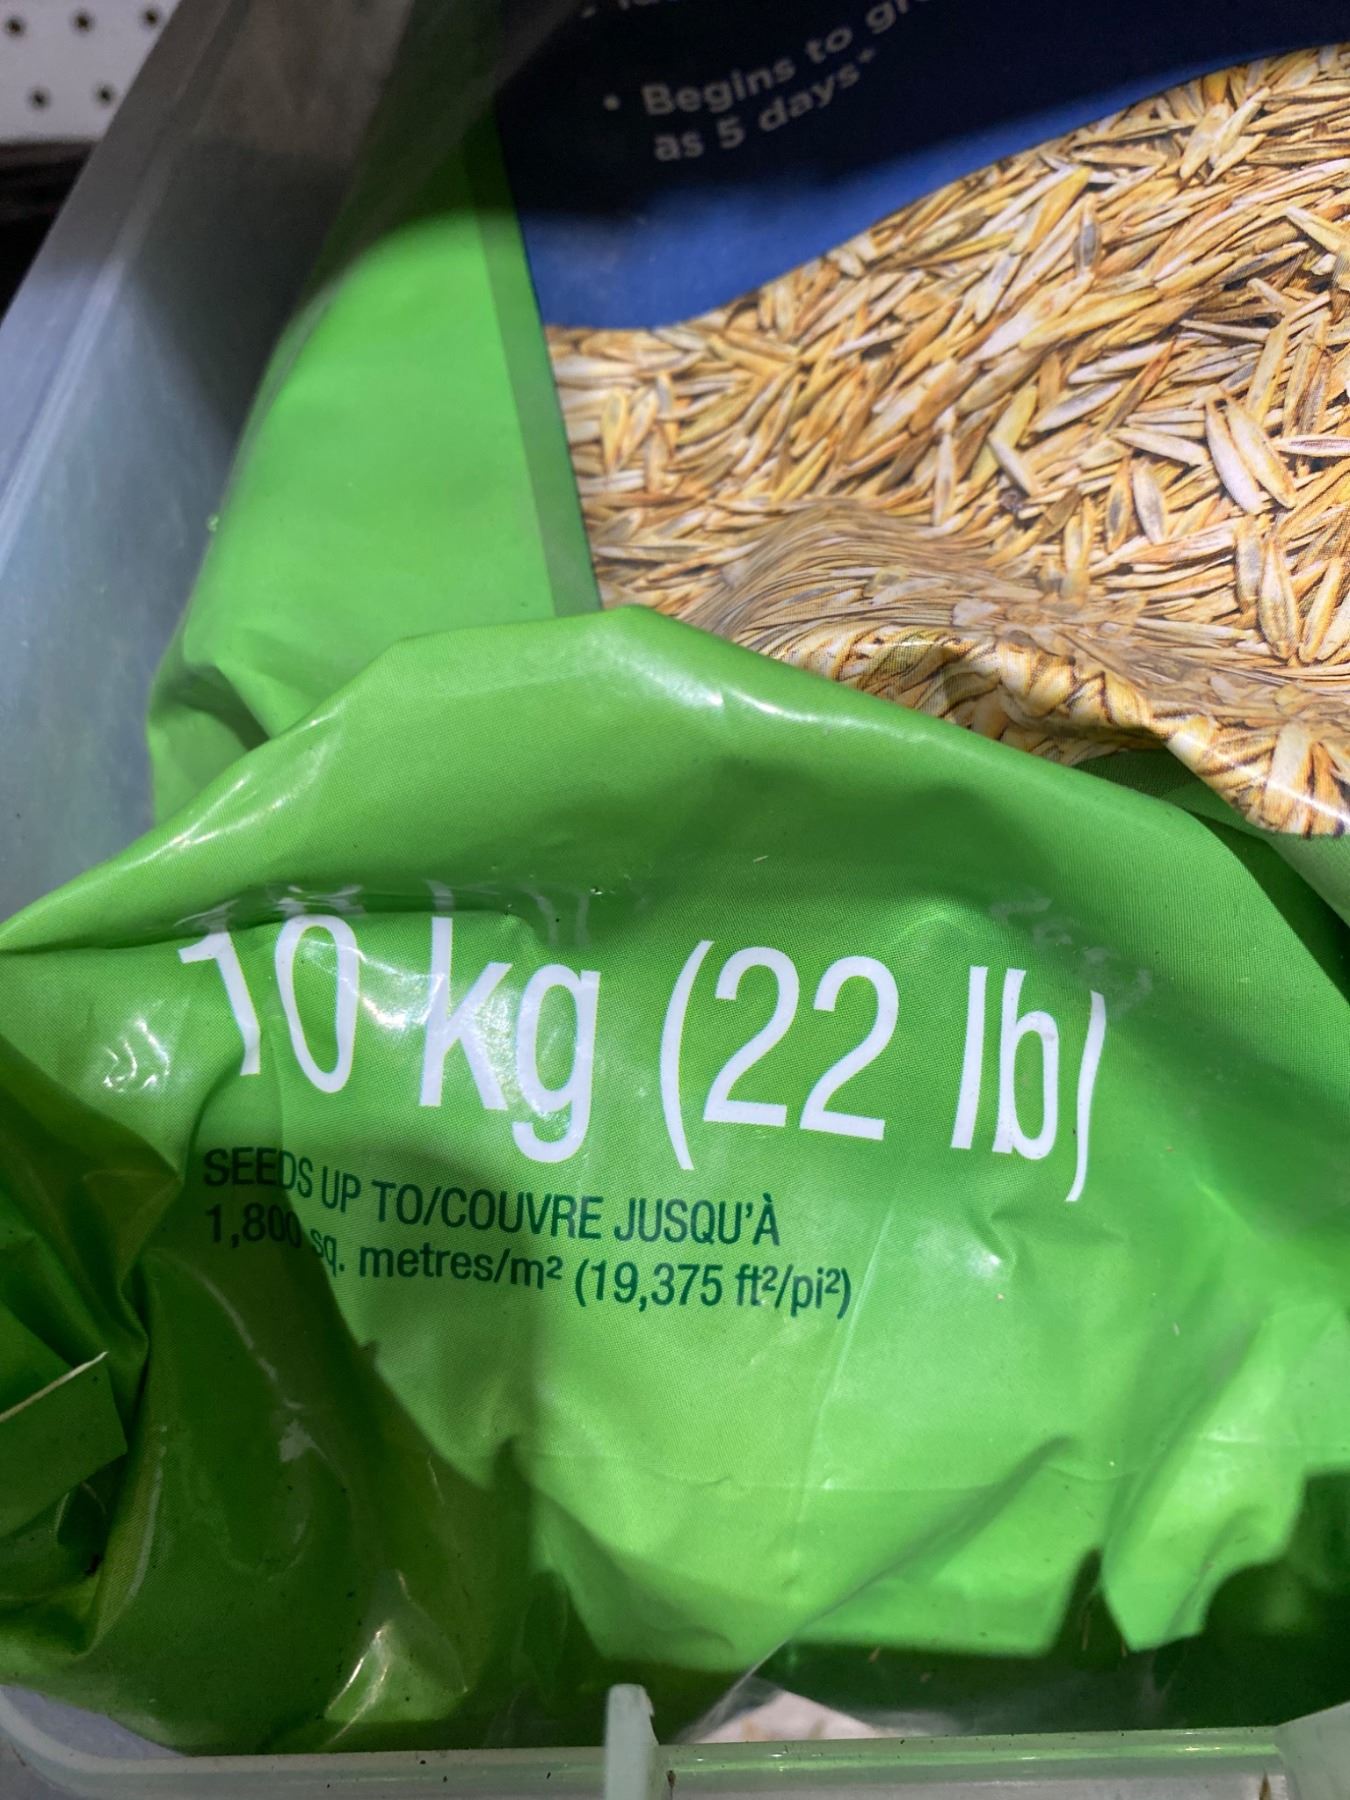 • Begins to
as 5 days*
10 kg (22 lb)
SEEDS UP TO/COUVRE JUSQU'À
1,800 sq. metres/m² (19,375 ft²/pi²)